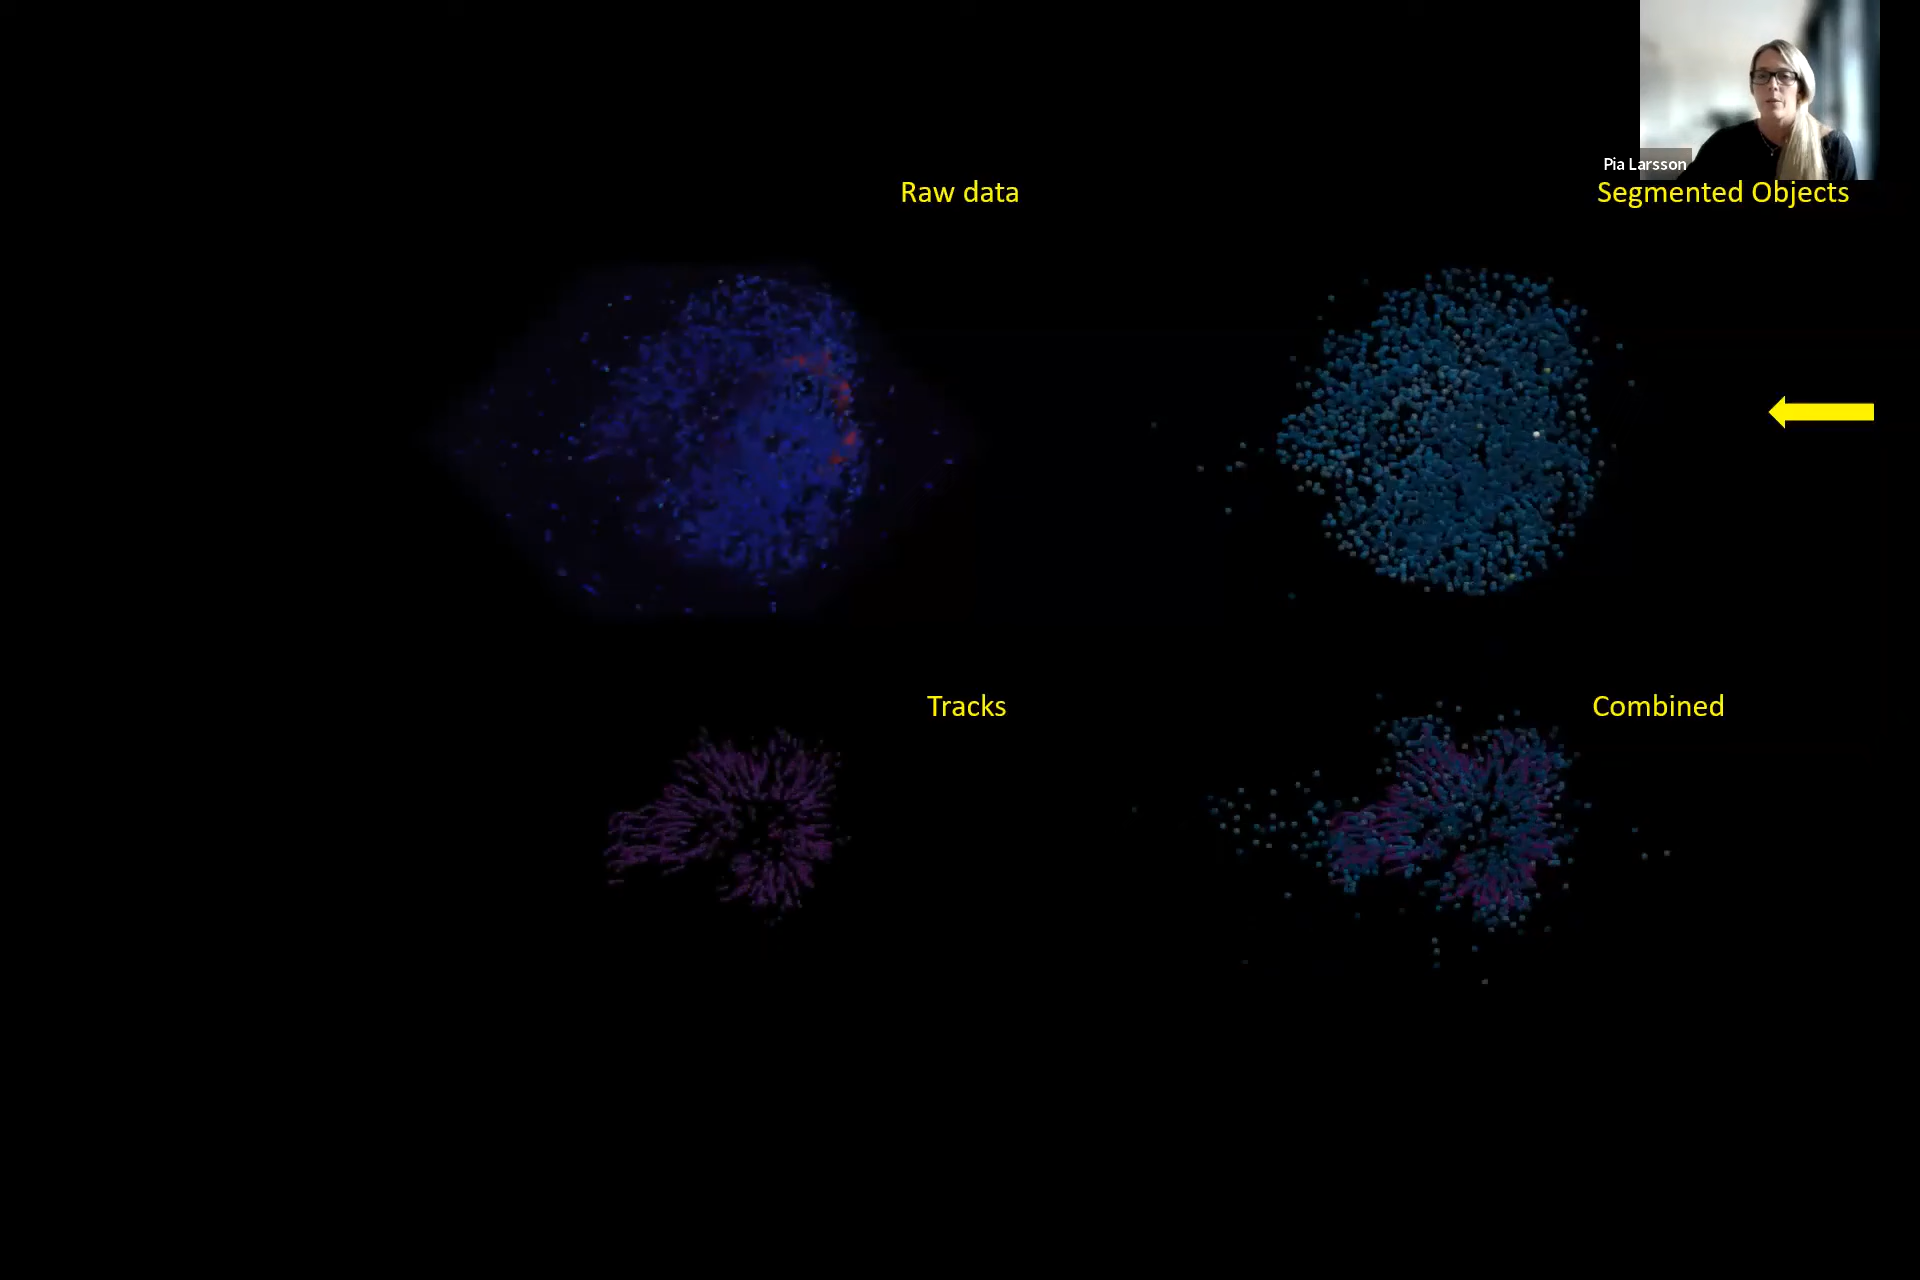 Pia Larsson
Raw data
Segmented Objects
Tracks
Combined